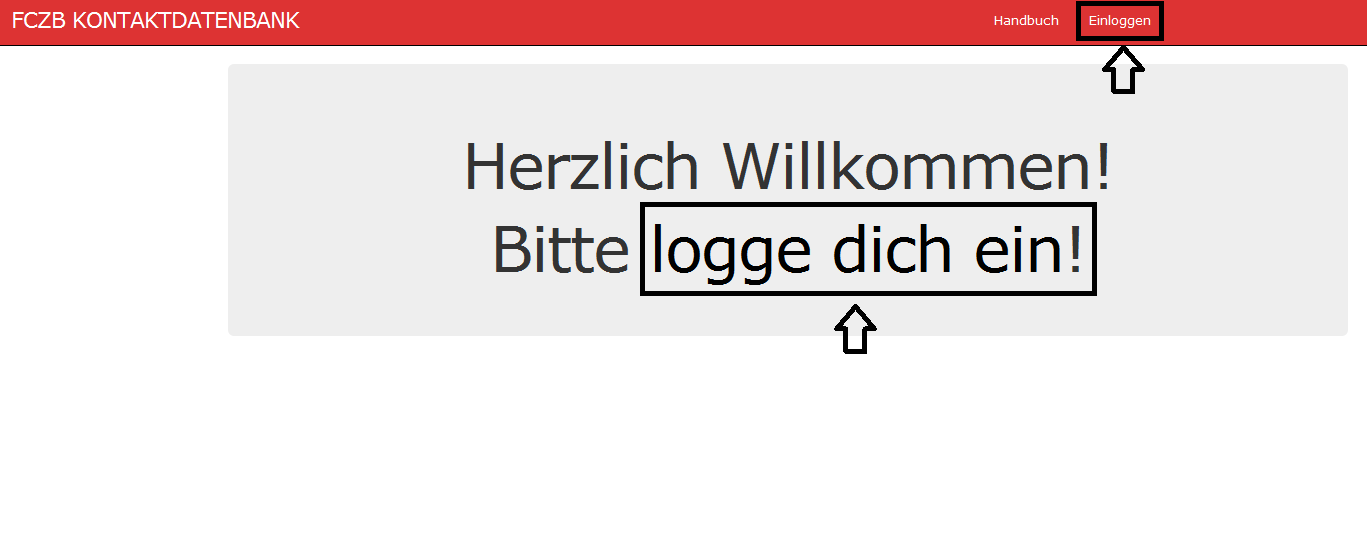 FCZB KONTAKTDATENBANK
Handbuch
Einloggen
Herzlich Willkommen!
Bitte logge dich ein!